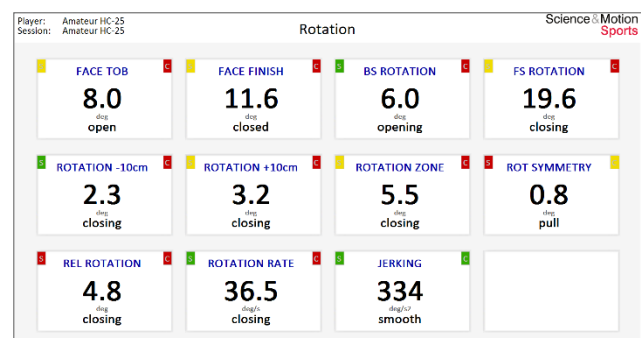 Player: Amateur HC-25
Session: Amateur HC-25
Rotation
Science&Motion
Sports
FACE TOB C
8.0
deg
open
FACE FINISH C
11.6
deg
closed
S BS ROTATION C
6.0
deg
opening
FS ROTATION C
19.6
deg
closing
S ROTATION -10cm C
2.3
deg
closing
ROTATION +10cm
3.2
deg
closing
ROTATION ZONE C
5.5
deg
closing
S ROT SYMMETRY
0.8
deg
pull
S REL ROTATION C
4.8
deg
closing
S ROTATION RATE C
36.5
deg/s
closing
S JERKING C
334
deg/s?
smooth